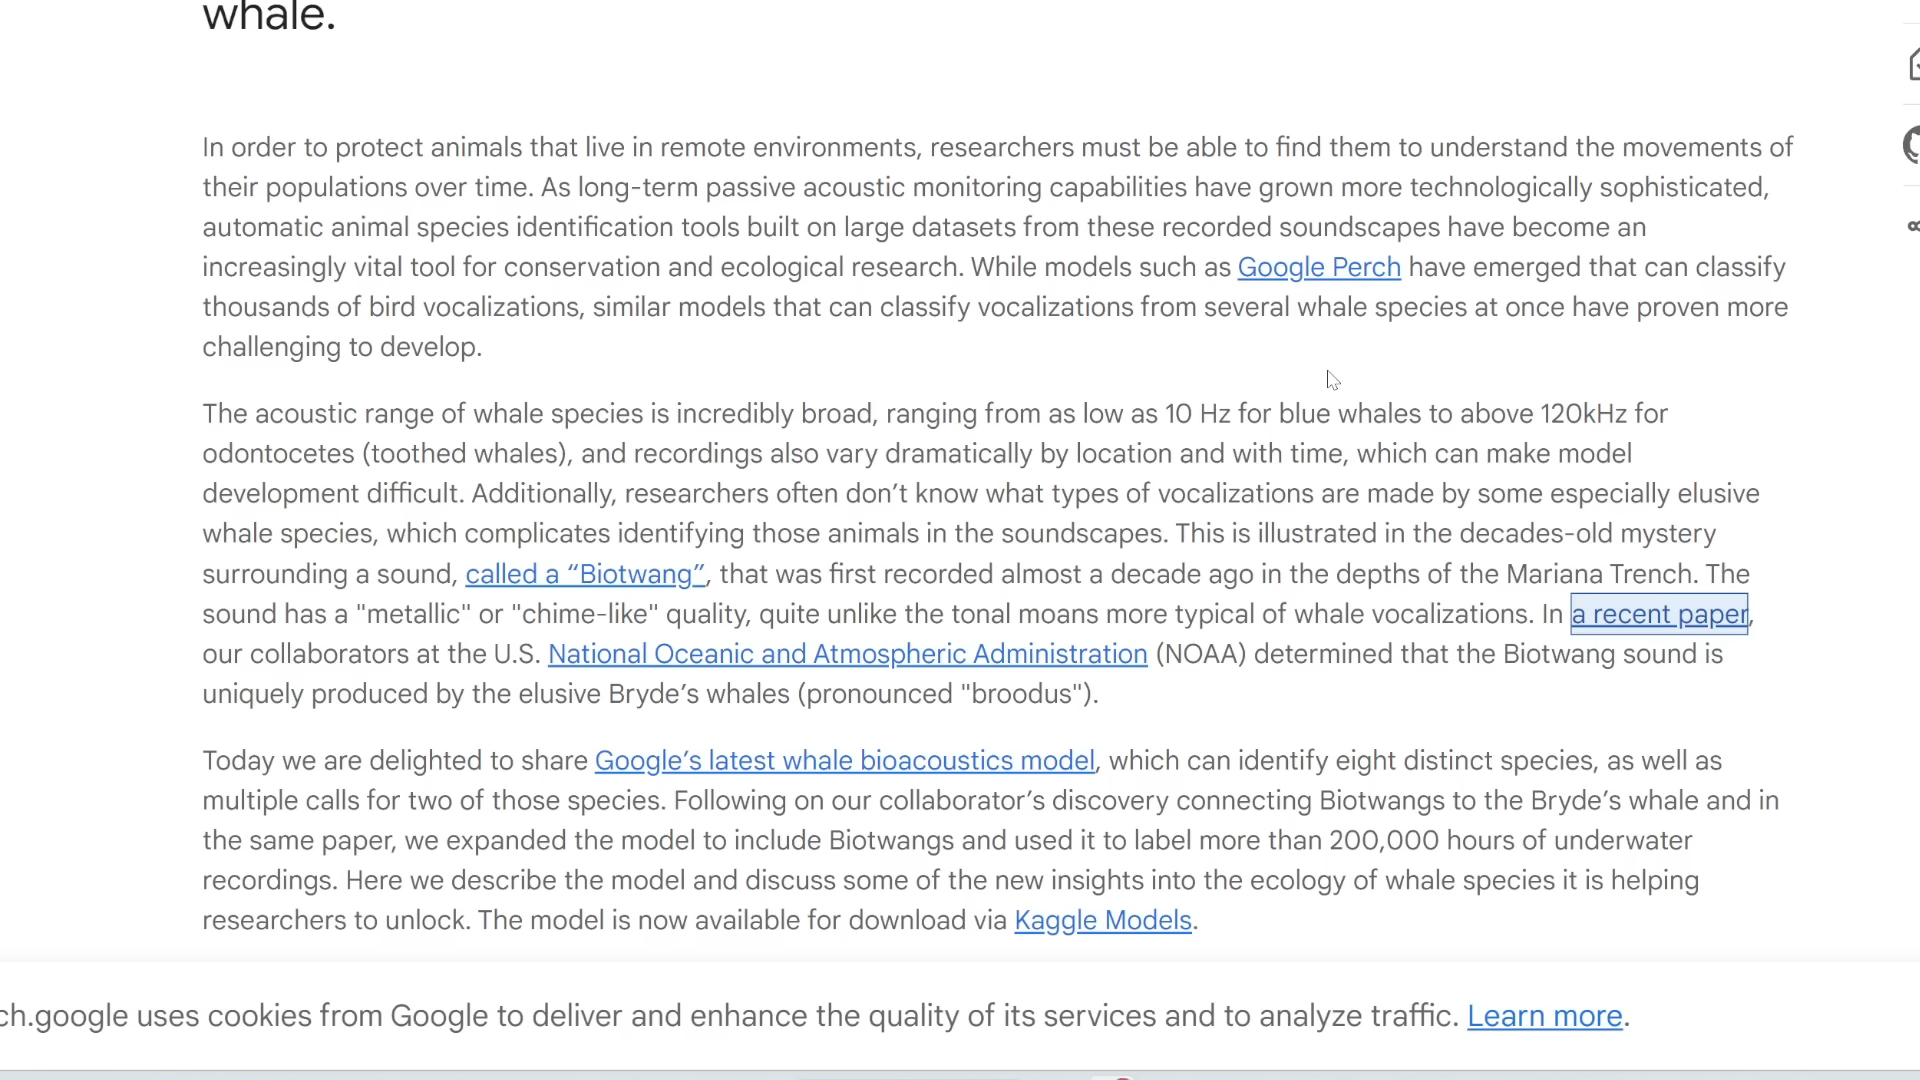 whale.
In order to protect animals that live in remote environments, researchers must be able to find them to understand the movements of
their populations over time. As long-term passive acoustic monitoring capabilities have grown more technologically sophisticated,
automatic animal species identification tools built on large datasets from these recorded soundscapes have become an
increasingly vital tool for conservation and ecological research. While models such as Google Perch have emerged that can classify
thousands of bird vocalizations, similar models that can classify vocalizations from several whale species at once have proven more
challenging to develop.
The acoustic range of whale species is incredibly broad, ranging from as low as 10 Hz for blue whales to above 120kHz for
odontocetes (toothed whales), and recordings also vary dramatically by location and with time, which can make model
development difficult. Additionally, researchers often don’t know what types of vocalizations are made by some especially elusive
whale species, which complicates identifying those animals in the soundscapes. This is illustrated in the decades-old mystery
surrounding a sound, called a “Biotwang”, that was first recorded almost a decade ago in the depths of the Mariana Trench. The
sound has a "metallic" or "chime-like" quality, quite unlike the tonal moans more typical of whale vocalizations. In a recent paper,
our collaborators at the U.S. National Oceanic and Atmospheric Administration (NOAA) determined that the Biotwang sound is
uniquely produced by the elusive Bryde’s whales (pronounced "broodus").
Today we are delighted to share Google’s latest whale bioacoustics model, which can identify eight distinct species, as well as
multiple calls for two of those species. Following on our collaborator’s discovery connecting Biotwangs to the Bryde’s whale and in
the same paper, we expanded the model to include Biotwangs and used it to label more than 200,000 hours of underwater
recordings. Here we describe the model and discuss some of the new insights into the ecology of whale species it is helping
researchers to unlock. The model is now available for download via Kaggle Models.
ch.google uses cookies from Google to deliver and enhance the quality of its services and to analyze traffic. Learn more.